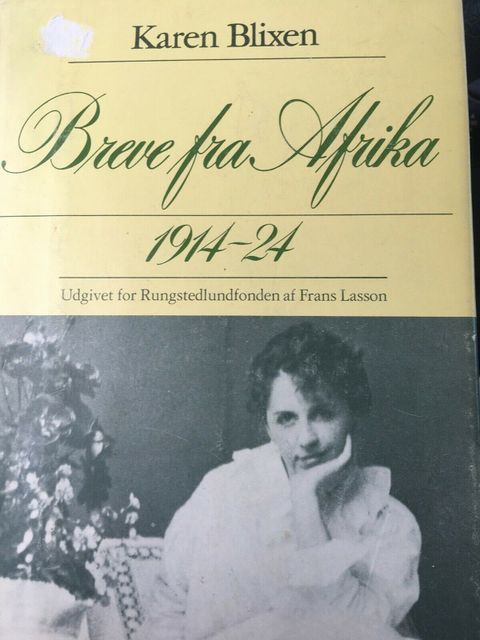 Karen Blixen
Breve fra Afrika
1914-24
Udgivet for Rungstedlundfonden af Frans Lasson